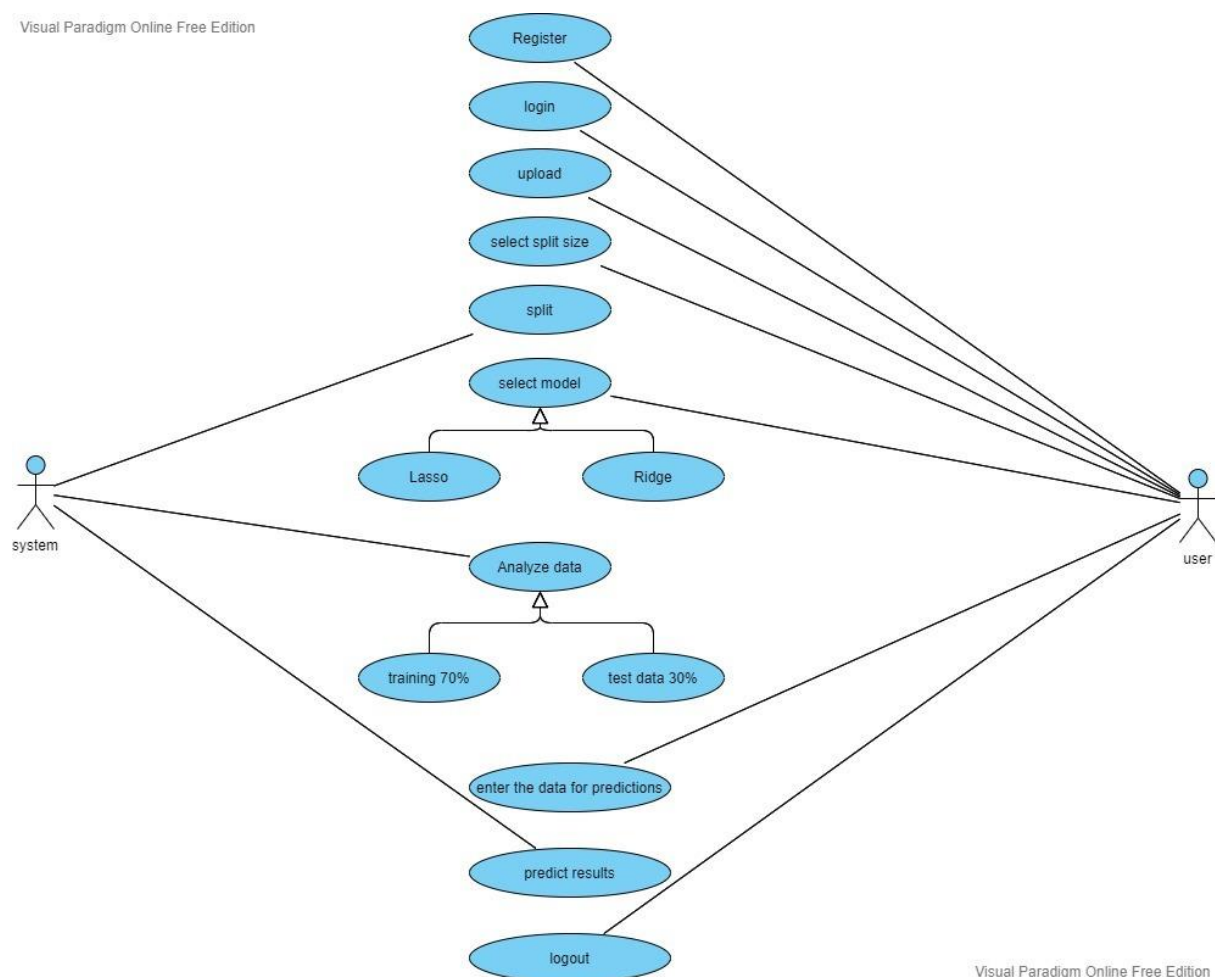 Visual Paradigm Online Free Edition
Register
login
upload
select split size
split
select model
Lasso
Ridge
system
user
Analyze data
training 70%
test data 30%
enter the data for predictions
predict results
logout
Visual Paradigm Online Free Edition